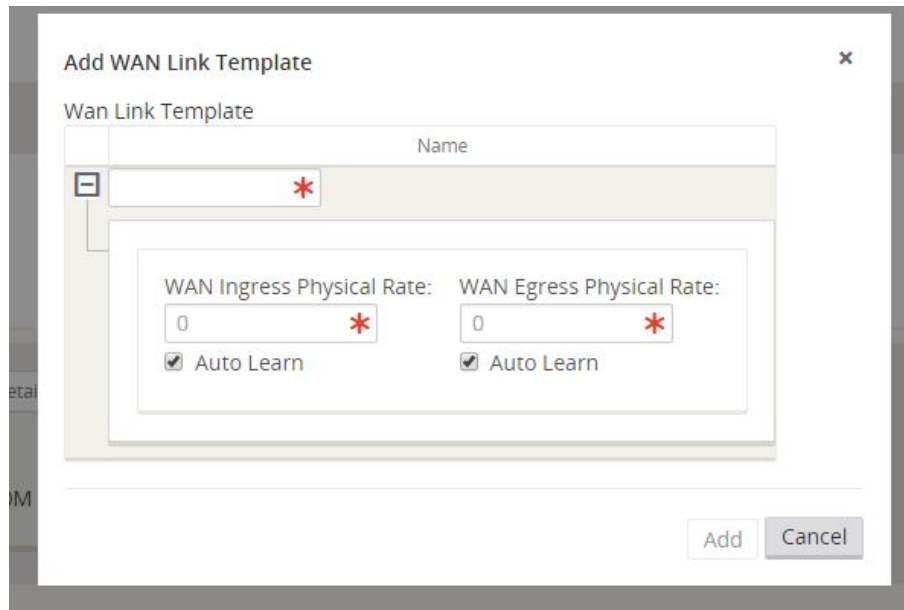 Add WAN Link Template ×
Wan Link Template
Name
*
WAN Ingress Physical Rate: WAN Egress Physical Rate:
0 * 0 *
Auto Learn Auto Learn
etai
Add Cancel